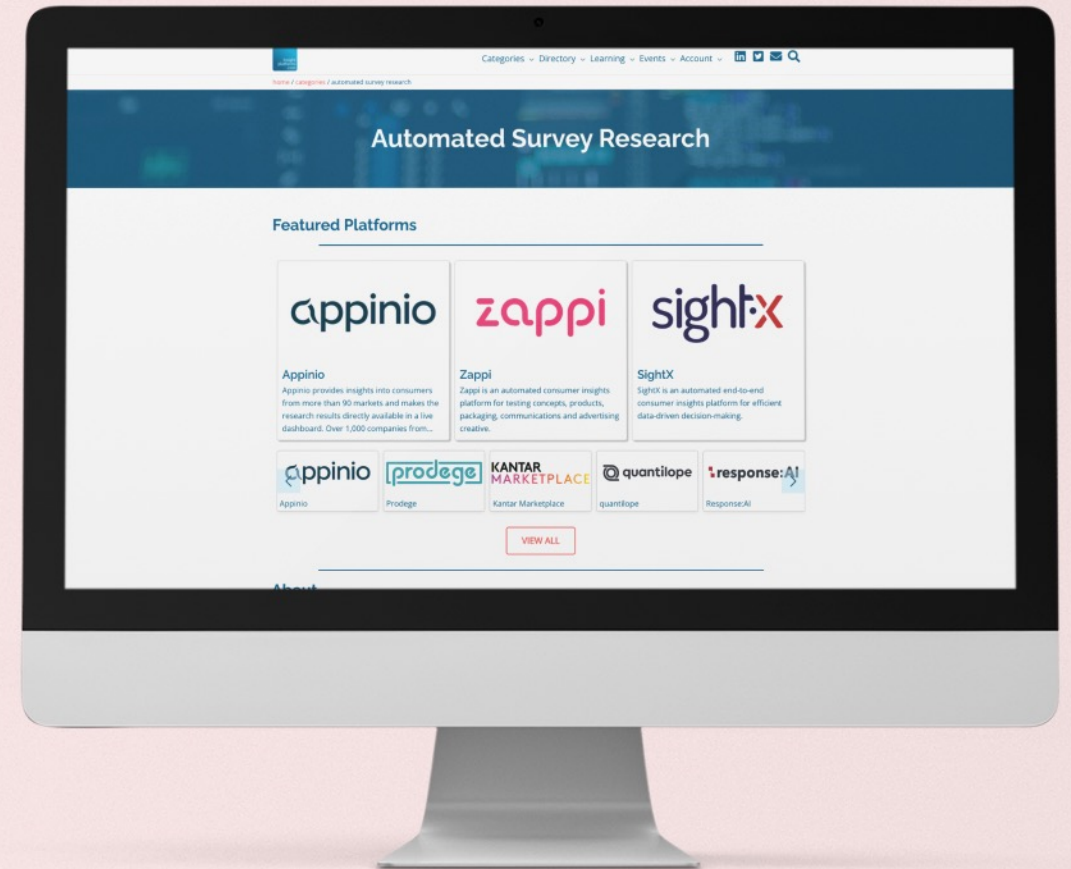 Categories Directory Learning Events Account
home / categories / automated survey research
Automated Survey Research
Featured Platforms
appinio
zappi
sightx
Appinio
Appinio provides insights into consumers
from more than 90 markets and makes the
research results directly available in a live
dashboard. Over 1,000 companies from...
Zappi
Zappi is an automated consumer insights
platform for testing concepts, products,
packaging, communications and advertising
creative.
SightX
SightX is an automated end-to-end
consumer insights platform for efficient
data-driven decision-making.
appinio
prodege
KANTAR
MARKETPLACE
quantilope
response:AI
Appinio
Prodege
Kantar Marketplace
quantilope
Response:AI
VIEW ALL
About